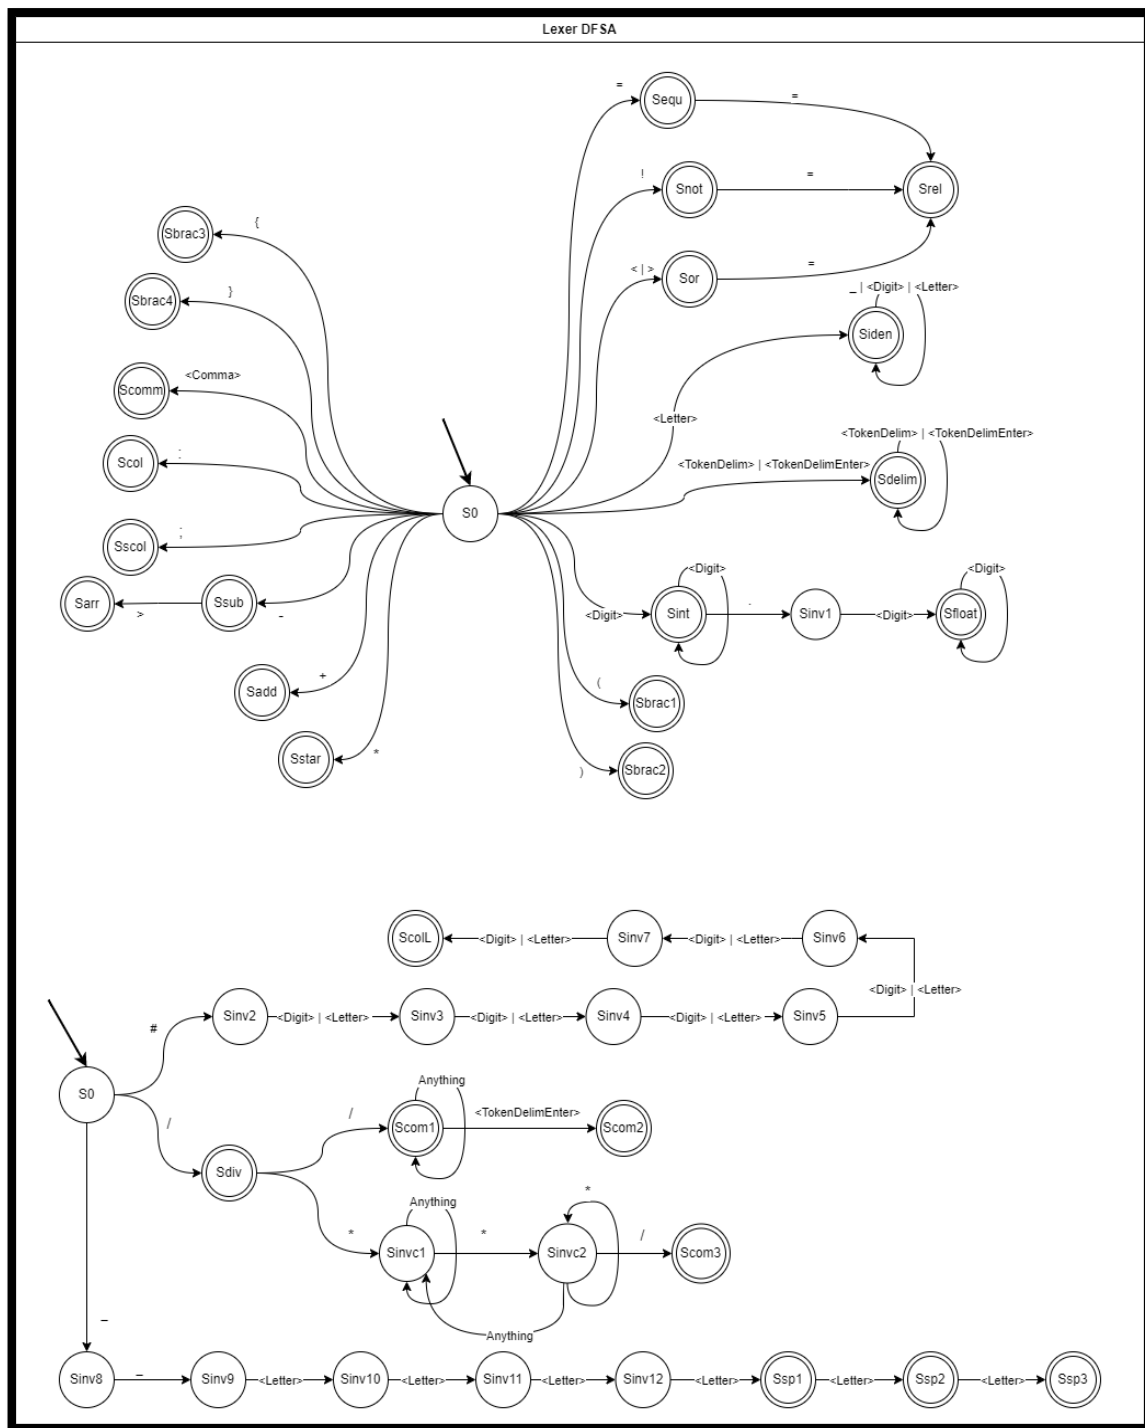 Lexer DFSA
=
Sequ
=
!
Snot
=
Srel
{
Sbrac3
< | >
Sor
=
}
Sbrac4
_ | <Digit> | <Letter>
Siden
<Comma>
Scomm
<Letter>
<TokenDelim> | <TokenDelimEnter>
:
Scol
<TokenDelim> | <TokenDelimEnter>
Sdelim
S0
;
Sscol
<Digit>
<Digit>
Sarr
>
Ssub
-
<Digit>
Sint
.
Sinv1
<Digit>
Sfloat
+
Sadd
(
Sbrac1
*
Sstar
)
Sbrac2
ScolL
<Digit> | <Letter>
Sinv7
<Digit> | <Letter>
Sinv6
<Digit> | <Letter>
#
Sinv2
<Digit> | <Letter>
Sinv3
<Digit> | <Letter>
Sinv4
<Digit> | <Letter>
Sinv5
S0
Anything
/
/
Scom1
<TokenDelimEnter>
Scom2
Sdiv
Anything
*
*
Sinvc1
*
Sinvc2
/
Scom3
Anything
_
Sinv8
_
Sinv9
<Letter>
Sinv10
<Letter>
Sinv11
<Letter>
Sinv12
<Letter>
Ssp1
<Letter>
Ssp2
<Letter>
Ssp3